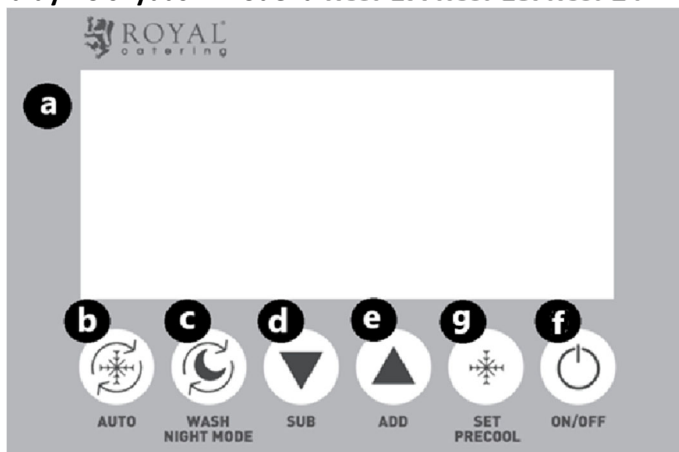 ROYAL
catering
a
b c d e g f
AUTO WASH NIGHT MODE SUB ADD SET PRECOOL ON/OFF